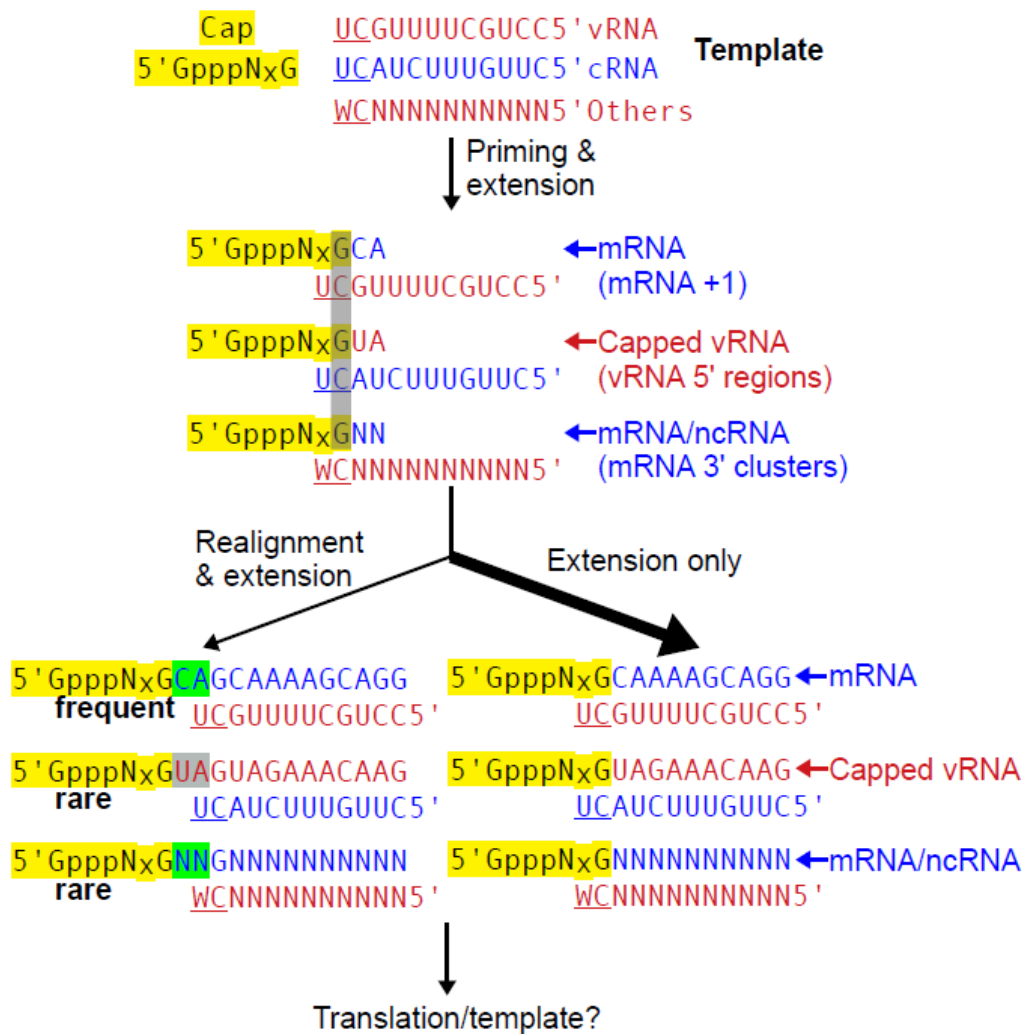 Cap UCGUUUUCGUCC5'vRNA
Template
5'GpppNxG UCAUCUUUGUUC5'cRNA
WCNNNNNNNNNN5'Others
Priming &
extension
5'GpppNxGCA mRNA
UCGUUUUCGUCC5' (mRNA +1)
5'GpppNxGUA Capped vRNA
UCAUCUUUGUUC5' (vRNA 5' regions)
5'GpppNxGNN mRNA/ncRNA
WCNNNNNNNNNN5' (mRNA 3' clusters)
Realignment
& extension
Extension only
5'GpppNxGCAGCAAAAGCAGG 5'GpppNxGCAAAAGCAGG mRNA
frequent UCGUUUUCGUCC5' UCGUUUUCGUCC5'
5'GpppNxGUAGUAGAAACAAG 5'GpppNxGUAGAAACAAG Capped vRNA
rare UCAUCUUUGUUC5' UCAUCUUUGUUC5'
5'GpppNxGNNGNNNNNNNNNN 5'GpppNxGNNNNNNNNNN mRNA/ncRNA
rare WCNNNNNNNNNN5' WCNNNNNNNNNN5'
Translation/template?